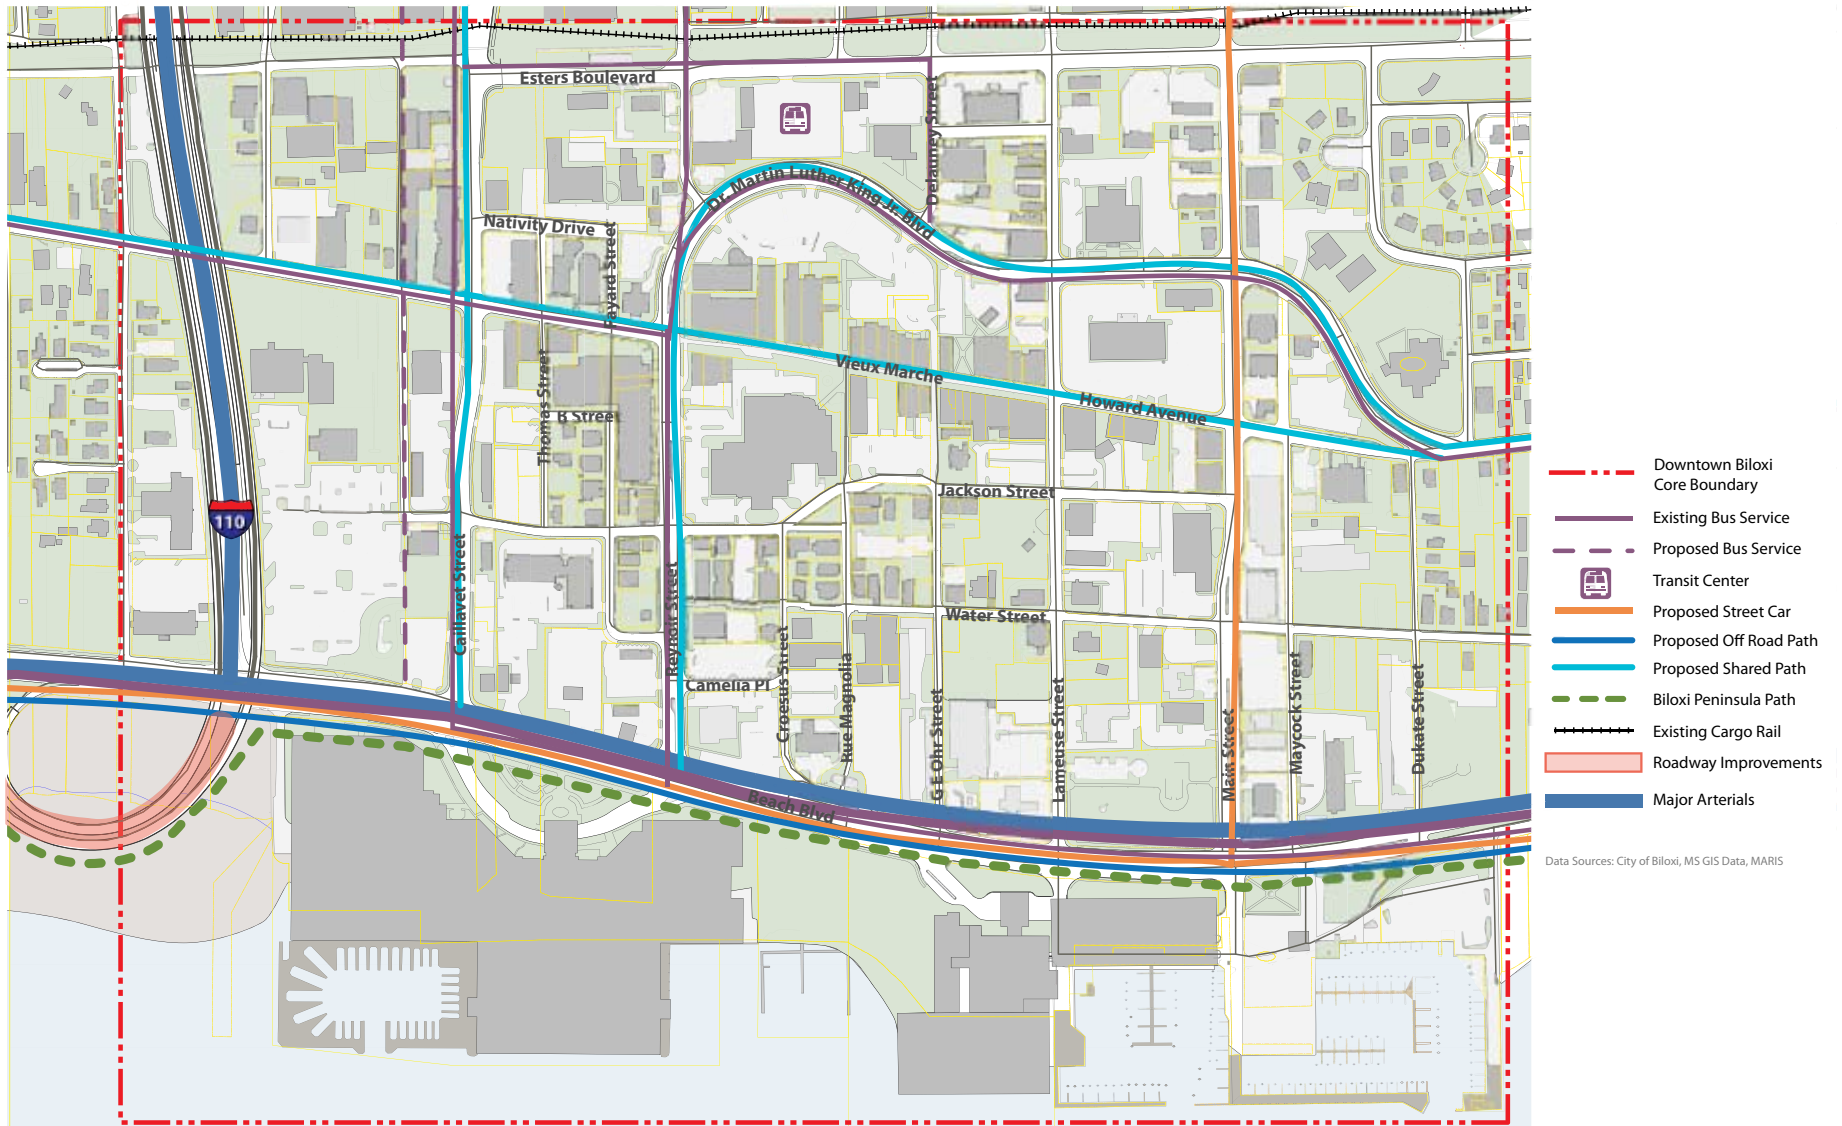 Esters Boulevard
Delauney Street
Dr. Martin Luther King Jr. Blvd
Nativity Drive
Fayard Street
Vieux Marche
Thomas Street
B Street
Howard Avenue
Jackson Street
110
Caillavet Street
Reynoir Street
Water Street
Camelia Pl
Croesus Street
Rue Magnolia
G E Ohr Street
Lameuse Street
Main Street
Maycock Street
Dukate Street
Beach Blvd
Downtown Biloxi
Core Boundary
Existing Bus Service
Proposed Bus Service
Transit Center
Proposed Street Car
Proposed Off Road Path
Proposed Shared Path
Biloxi Peninsula Path
Existing Cargo Rail
Roadway Improvements
Major Arterials
Data Sources: City of Biloxi, MS GIS Data, MARIS